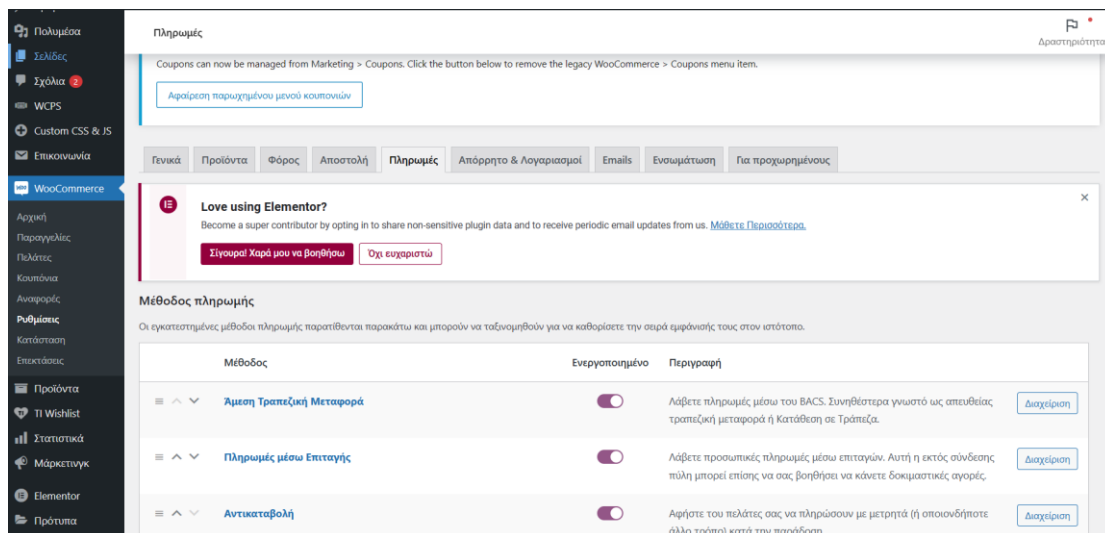 Πολυμέσα
Σελίδες
Σχόλια 2
WCPS
Custom CSS & JS
Επικοινωνία
WooCommerce
Αρχική
Παραγγελίες
Πελάτες
Κουπόνια
Αναφορές
Ρυθμίσεις
Κατάσταση
Επεκτάσεις
Προϊόντα
TI Wishlist
Στατιστικά
Μάρκετινγκ
Elementor
Πρότυπα
Πληρωμές
Δραστηριότητα
Coupons can now be managed from Marketing > Coupons. Click the button below to remove the legacy WooCommerce > Coupons menu item.
Αφαίρεση παρωχημένου μενού κουπονιών
Γενικά Προϊόντα Φόρος Αποστολή Πληρωμές Απόρρητο & Λογαριασμοί Emails Ενσωμάτωση Για προχωρημένους
Love using Elementor?
Become a super contributor by opting in to share non-sensitive plugin data and to receive periodic email updates from us. Μάθετε Περισσότερα.
Σίγουρα! Χαρά μου να βοηθήσω Όχι ευχαριστώ
Μέθοδος πληρωμής
Οι εγκατεστημένες μέθοδοι πληρωμής παρατίθενται παρακάτω και μπορούν να ταξινομηθούν για να καθορίσετε την σειρά εμφάνισής τους στον ιστότοπο.
Μέθοδος Ενεργοποιημένο Περιγραφή
Άμεση Τραπεζική Μεταφορά
Λάβετε πληρωμές μέσω του BACS. Συνηθέστερα γνωστό ως απευθείας
τραπεζική μεταφορά ή Κατάθεση σε Τράπεζα.
Διαχείριση
Πληρωμές μέσω Επιταγής
Λάβετε προσωπικές πληρωμές μέσω επιταγών. Αυτή η εκτός σύνδεσης
πύλη μπορεί επίσης να σας βοηθήσει να κάνετε δοκιμαστικές αγορές.
Διαχείριση
Αντικαταβολή
Αφήστε του πελάτες σας να πληρώσουν με μετρητά (ή οποιονδήποτε
άλλο τρόπο) κατά την παράδοση.
Διαχείριση